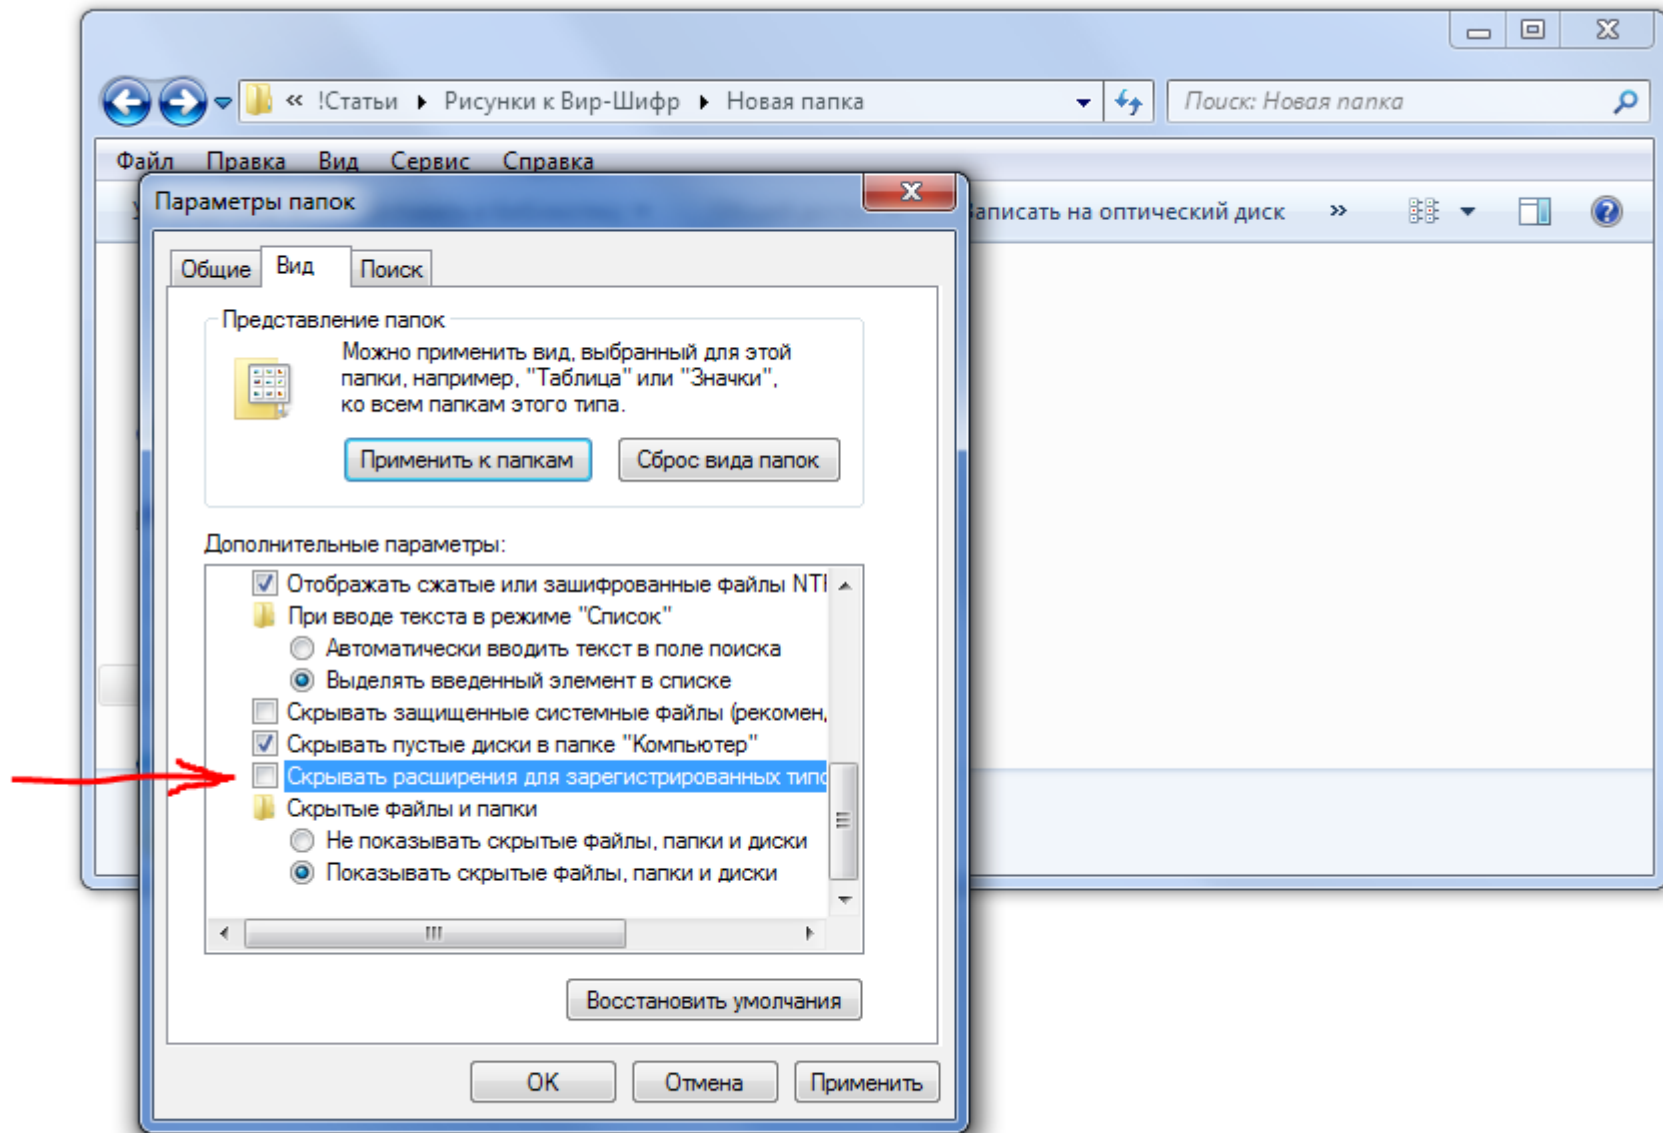 « !Статьи ▸ Рисунки к Вир-Шифр ▸ Новая папка
Поиск: Новая папка
Файл Правка Вид Сервис Справка
Параметры папок
аписать на оптический диск »
Общие Вид Поиск
Представление папок
Можно применить вид, выбранный для этой
папки, например, "Таблица" или "Значки",
ко всем папкам этого типа.
Применить к папкам Сброс вида папок
Дополнительные параметры:
Отображать сжатые или зашифрованные файлы NTF
При вводе текста в режиме "Список"
Автоматически вводить текст в поле поиска
Выделять введенный элемент в списке
Скрывать защищенные системные файлы (рекомен,
Скрывать пустые диски в папке "Компьютер"
Скрывать расширения для зарегистрированных типо
Скрытые файлы и папки
Не показывать скрытые файлы, папки и диски
Показывать скрытые файлы, папки и диски
Восстановить умолчания
OK Отмена Применить